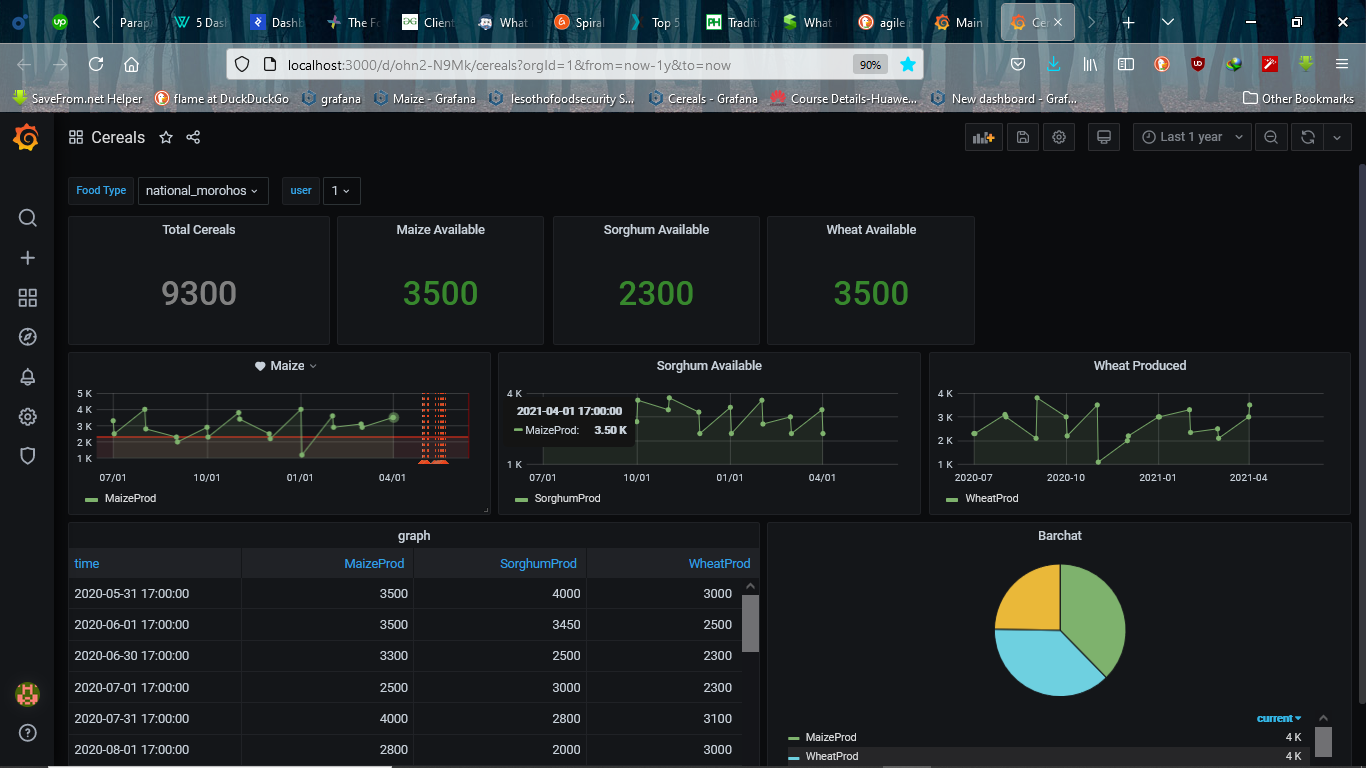 Parap 5 Das Dashb The Fo Client What Spiral Top 5 Traditi What agile Main Ce
localhost:3000/d/ohn2-N9Mk/cereals?orgId=1&from=now-1y&to=now 90%
SaveFrom.net Helper flame at DuckDuckGo grafana Maize - Grafana lesothofoodsecurity S... Cereals - Grafana Course Details-Huawe... New dashboard - Graf... Other Bookmarks
Cereals Last 1 year
Food Type national_morohos user 1
Total Cereals Maize Available Sorghum Available Wheat Available
9300 3500 2300 3500
Maize Sorghum Available Wheat Produced
5 K 4 K 4 K
4 K 3 K
3 K 2 K
2 K 1 K
1 K 1 K
2021-04-01 17:00:00
MaizeProd: 3.50 K
07/01 10/01 01/01 04/01 07/01 10/01 01/01 04/01 2020-07 2020-10 2021-01 2021-04
MaizeProd SorghumProd WheatProd
graph Barchat
time MaizeProd SorghumProd WheatProd
2020-05-31 17:00:00 3500 4000 3000
2020-06-01 17:00:00 3500 3450 2500
2020-06-30 17:00:00 3300 2500 2300
2020-07-01 17:00:00 2500 3000 2300
2020-07-31 17:00:00 4000 2800 3100
2020-08-01 17:00:00 2800 2000 3000
current
MaizeProd 4 K
WheatProd 4 K